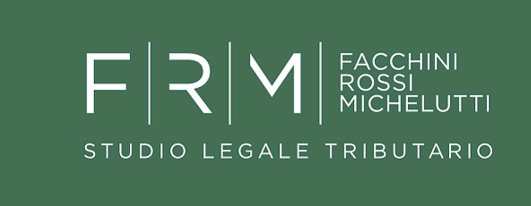 F|R|M|
FACCHINI
ROSSI
MICHELUTTI
STUDIO LEGALE TRIBUTARIO